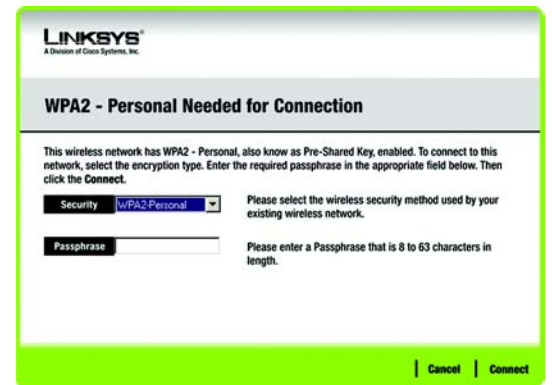 LINKSYS®
A Division of Cisco Systems, Inc.
WPA2 - Personal Needed for Connection
This wireless network has WPA2 - Personal, also know as Pre-Shared Key, enabled. To connect to this
network, select the encryption type. Enter the required passphrase in the appropriate field below. Then
click the Connect.
Security WPA2-Personal Please select the wireless security method used by your
existing wireless network.
Passphrase Please enter a Passphrase that is 8 to 63 characters in
length.
Cancel Connect